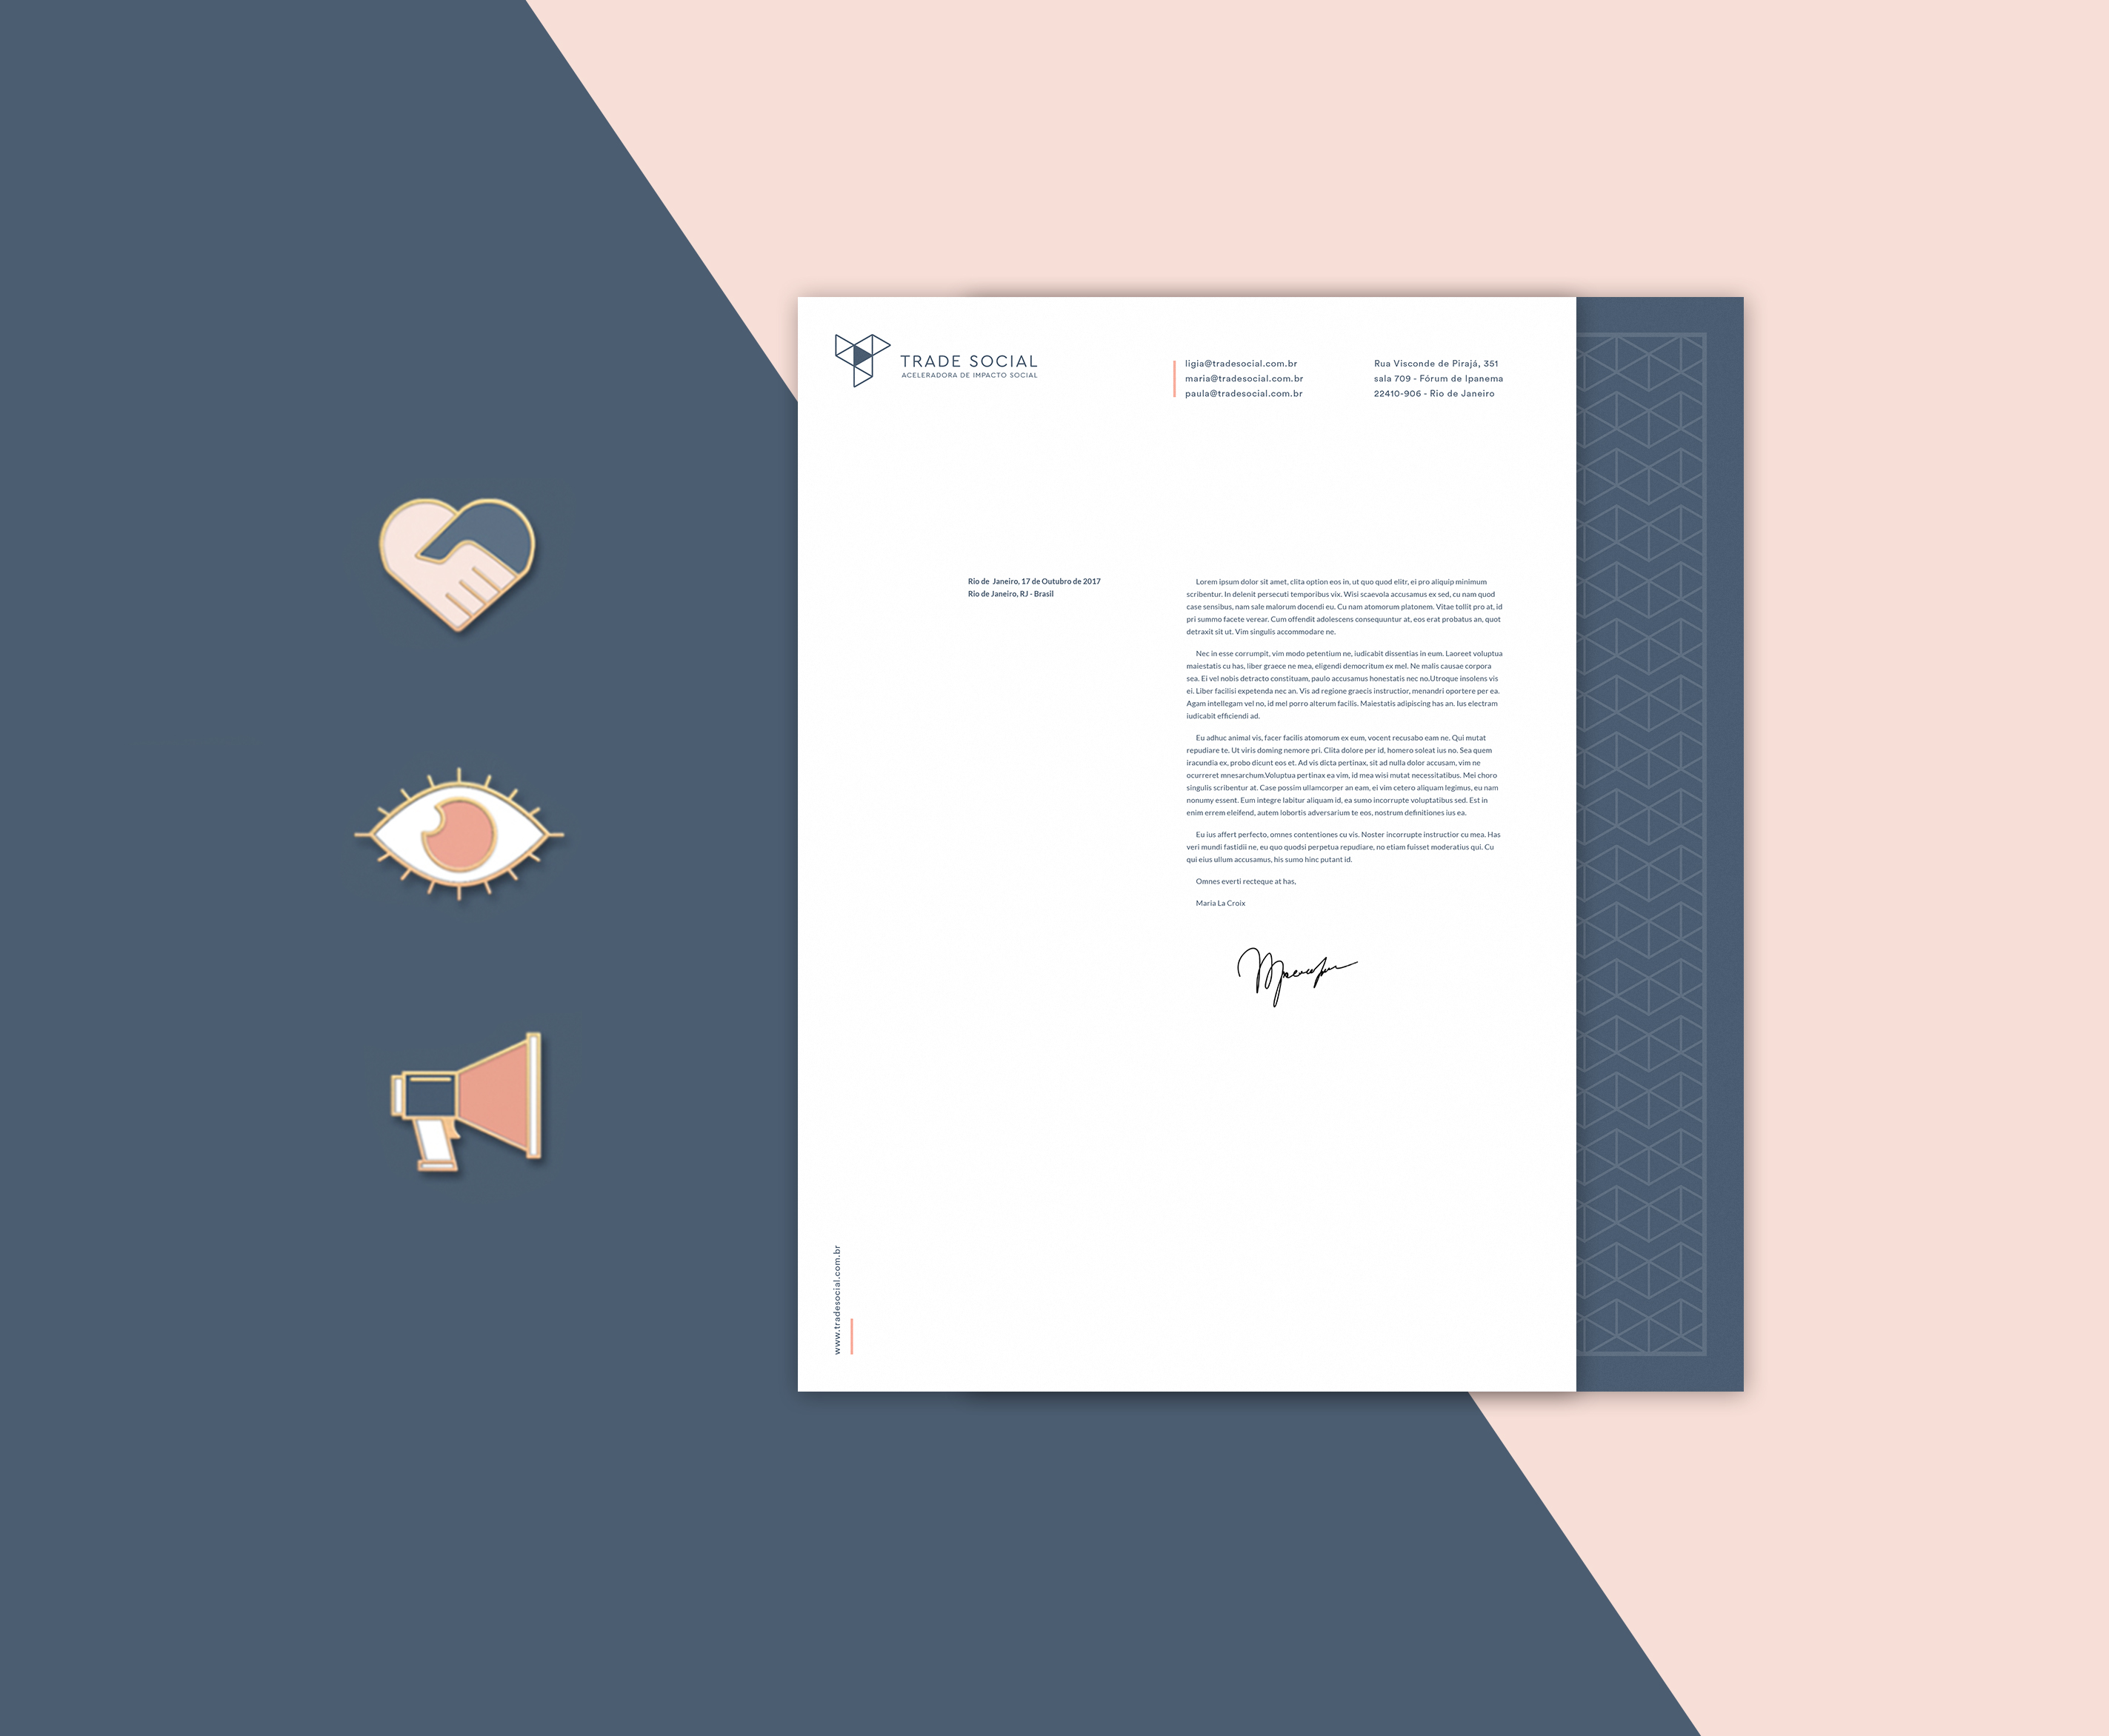 TRADE SOCIAL
ACELERADORA DE IMPACTO SOCIAL
ligia@tradesocial.com.br
maria@tradesocial.com.br
paula@tradesocial.com.br
Rua Visconde de Pirajá, 351
sala 709 - Fórum de Ipanema
22410-906 - Rio de Janeiro
Rio de Janeiro, 17 de Outubro de 2017
Rio de Janeiro, RJ - Brasil
Lorem ipsum dolor sit amet, clita option eos in, ut quo quod elitr, ei pro aliquip minimum
scribentur. In delenit persecuti temporibus vix. Wisi scaevola accusamus ex sed, cu nam quod
case sensibus, nam sale malorum docendi eu. Cu nam atomorum platonem. Vitae tollit pro at, id
pri summo facete verear. Cum offendit adolescens consequuntur at, eos erat probatus an, quot
detraxit sit ut. Vim singulis accommodare ne.
Nec in esse corrumpit, vim modo petentium ne, iudicabit dissentias in eum. Laoreet voluptua
maiestatis cu has, liber graece ne mea, eligendi democritum ex mel. Ne malis causae corpora
sea. Ei vel nobis detracto constituam, paulo accusamus honestatis nec no.Utroque insolens vis
ei. Liber facilisi expetenda nec an. Vis ad regione graecis instructior, menandri oportere per ea.
Agam intellegam vel no, id mel porro alterum facilis. Maiestatis adipiscing has an. Ius electram
iudicabit efficiendi ad.
Eu adhuc animal vis, facer facilis atomorum ex eum, vocent recusabo eam ne. Qui mutat
repudiare te. Ut viris doming nemore pri. Clita dolore per id, homero soleat ius no. Sea quem
iracundia ex, probo dicunt eos et. Ad vis dicta pertinax, sit ad nulla dolor accusam, vim ne
ocurreret mnesarchum.Voluptua pertinax ea vim, id mea wisi mutat necessitatibus. Mei choro
singulis scribentur at. Case possim ullamcorper an eam, ei vim cetero aliquam legimus, eu nam
nonumy essent. Eum integre labitur aliquam id, ea sumo incorrupte voluptatibus sed. Est in
enim errem eleifend, autem lobortis adversarium te eos, nostrum definitiones ius ea.
Eu ius affert perfecto, omnes contentiones cu vis. Noster incorrupte instructior cu mea. Has
veri mundi fastidii ne, eu quo quodsi perpetua repudiare, no etiam fuisset moderatius qui. Cu
qui eius ullum accusamus, his sumo hinc putant id.
Omnes everti recteque at has,
Maria La Croix
www.tradesocial.com.br